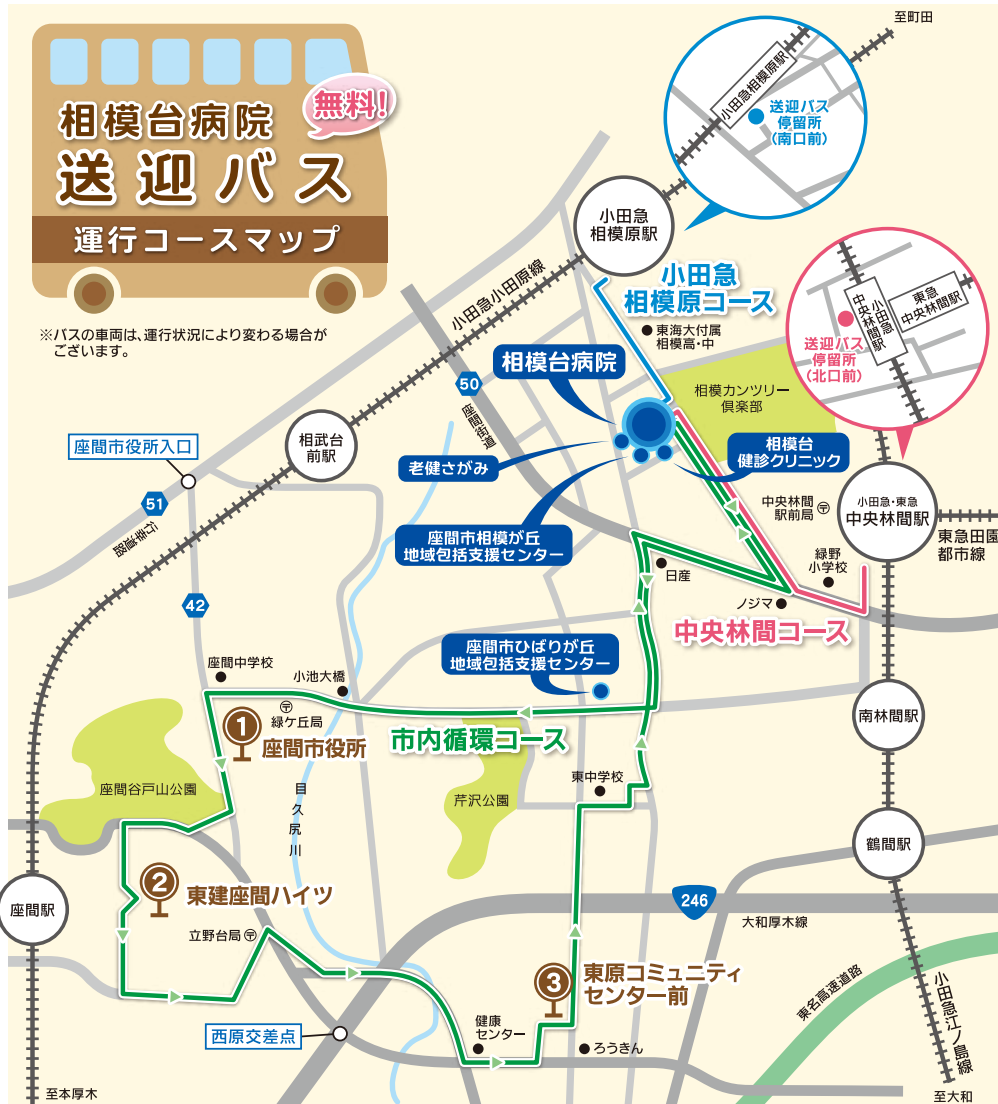 相模台病院
無料!
送迎バス
運行コースマップ
※バスの車両は、運行状況により変わる場合が
ございます。
至町田
小田急相模原駅
送迎バス
停留所
(南口前)
小田急
相模原駅
小田急小田原線
小田急
相模原コース
東海大付属
相模高・中
相模台病院
相模カンツリー
倶楽部
中央林間駅
小田急
東急
中央林間駅
送迎バス
停留所
(北口前)
50
座間街道
相武台
前駅
座間市役所入口
老健さがみ
相模台
健診クリニック
51
行幸道路
座間市相模が丘
地域包括支援センター
中央林間
駅前局
小田急・東急
中央林間駅
東急田園
都市線
緑野
小学校
日産
ノジマ
42
中央林間コース
座間市ひばりが丘
地域包括支援センター
座間中学校
小池大橋
緑ケ丘局
南林間駅
1
座間市役所
市内循環コース
東中学校
座間谷戸山公園
目久尻川
芹沢公園
鶴間駅
2
東建座間ハイツ
246
大和厚木線
座間駅
立野台局
3
東原コミュニティ
センター前
東名高速道路
小田急江ノ島線
西原交差点
健康
センター
ろうきん
至本厚木
至大和